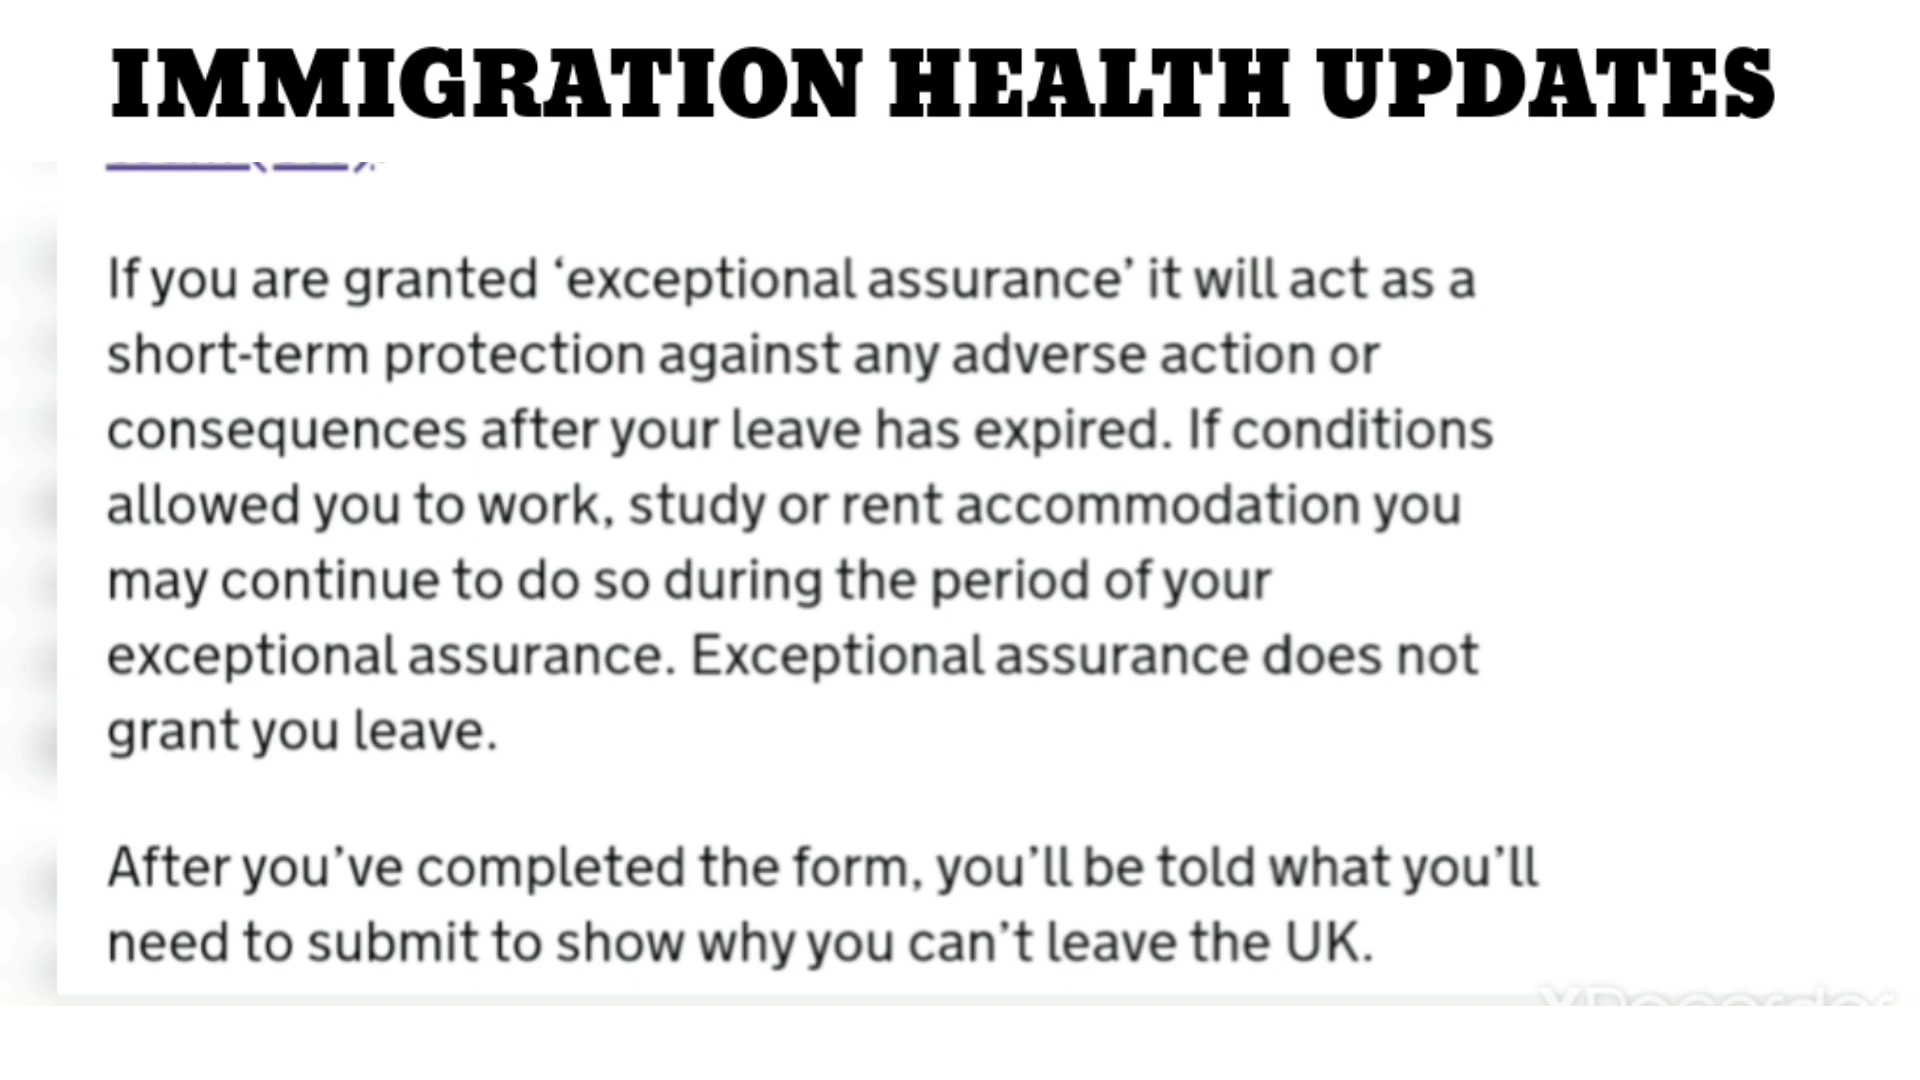 IMMIGRATION HEALTH UPDATES
If you are granted ‘exceptional assurance’ it will act as a
short-term protection against any adverse action or
consequences after your leave has expired. If conditions
allowed you to work, study or rent accommodation you
may continue to do so during the period of your
exceptional assurance. Exceptional assurance does not
grant you leave.
After you’ve completed the form, you’ll be told what you’ll
need to submit to show why you can’t leave the UK.
XRecorder